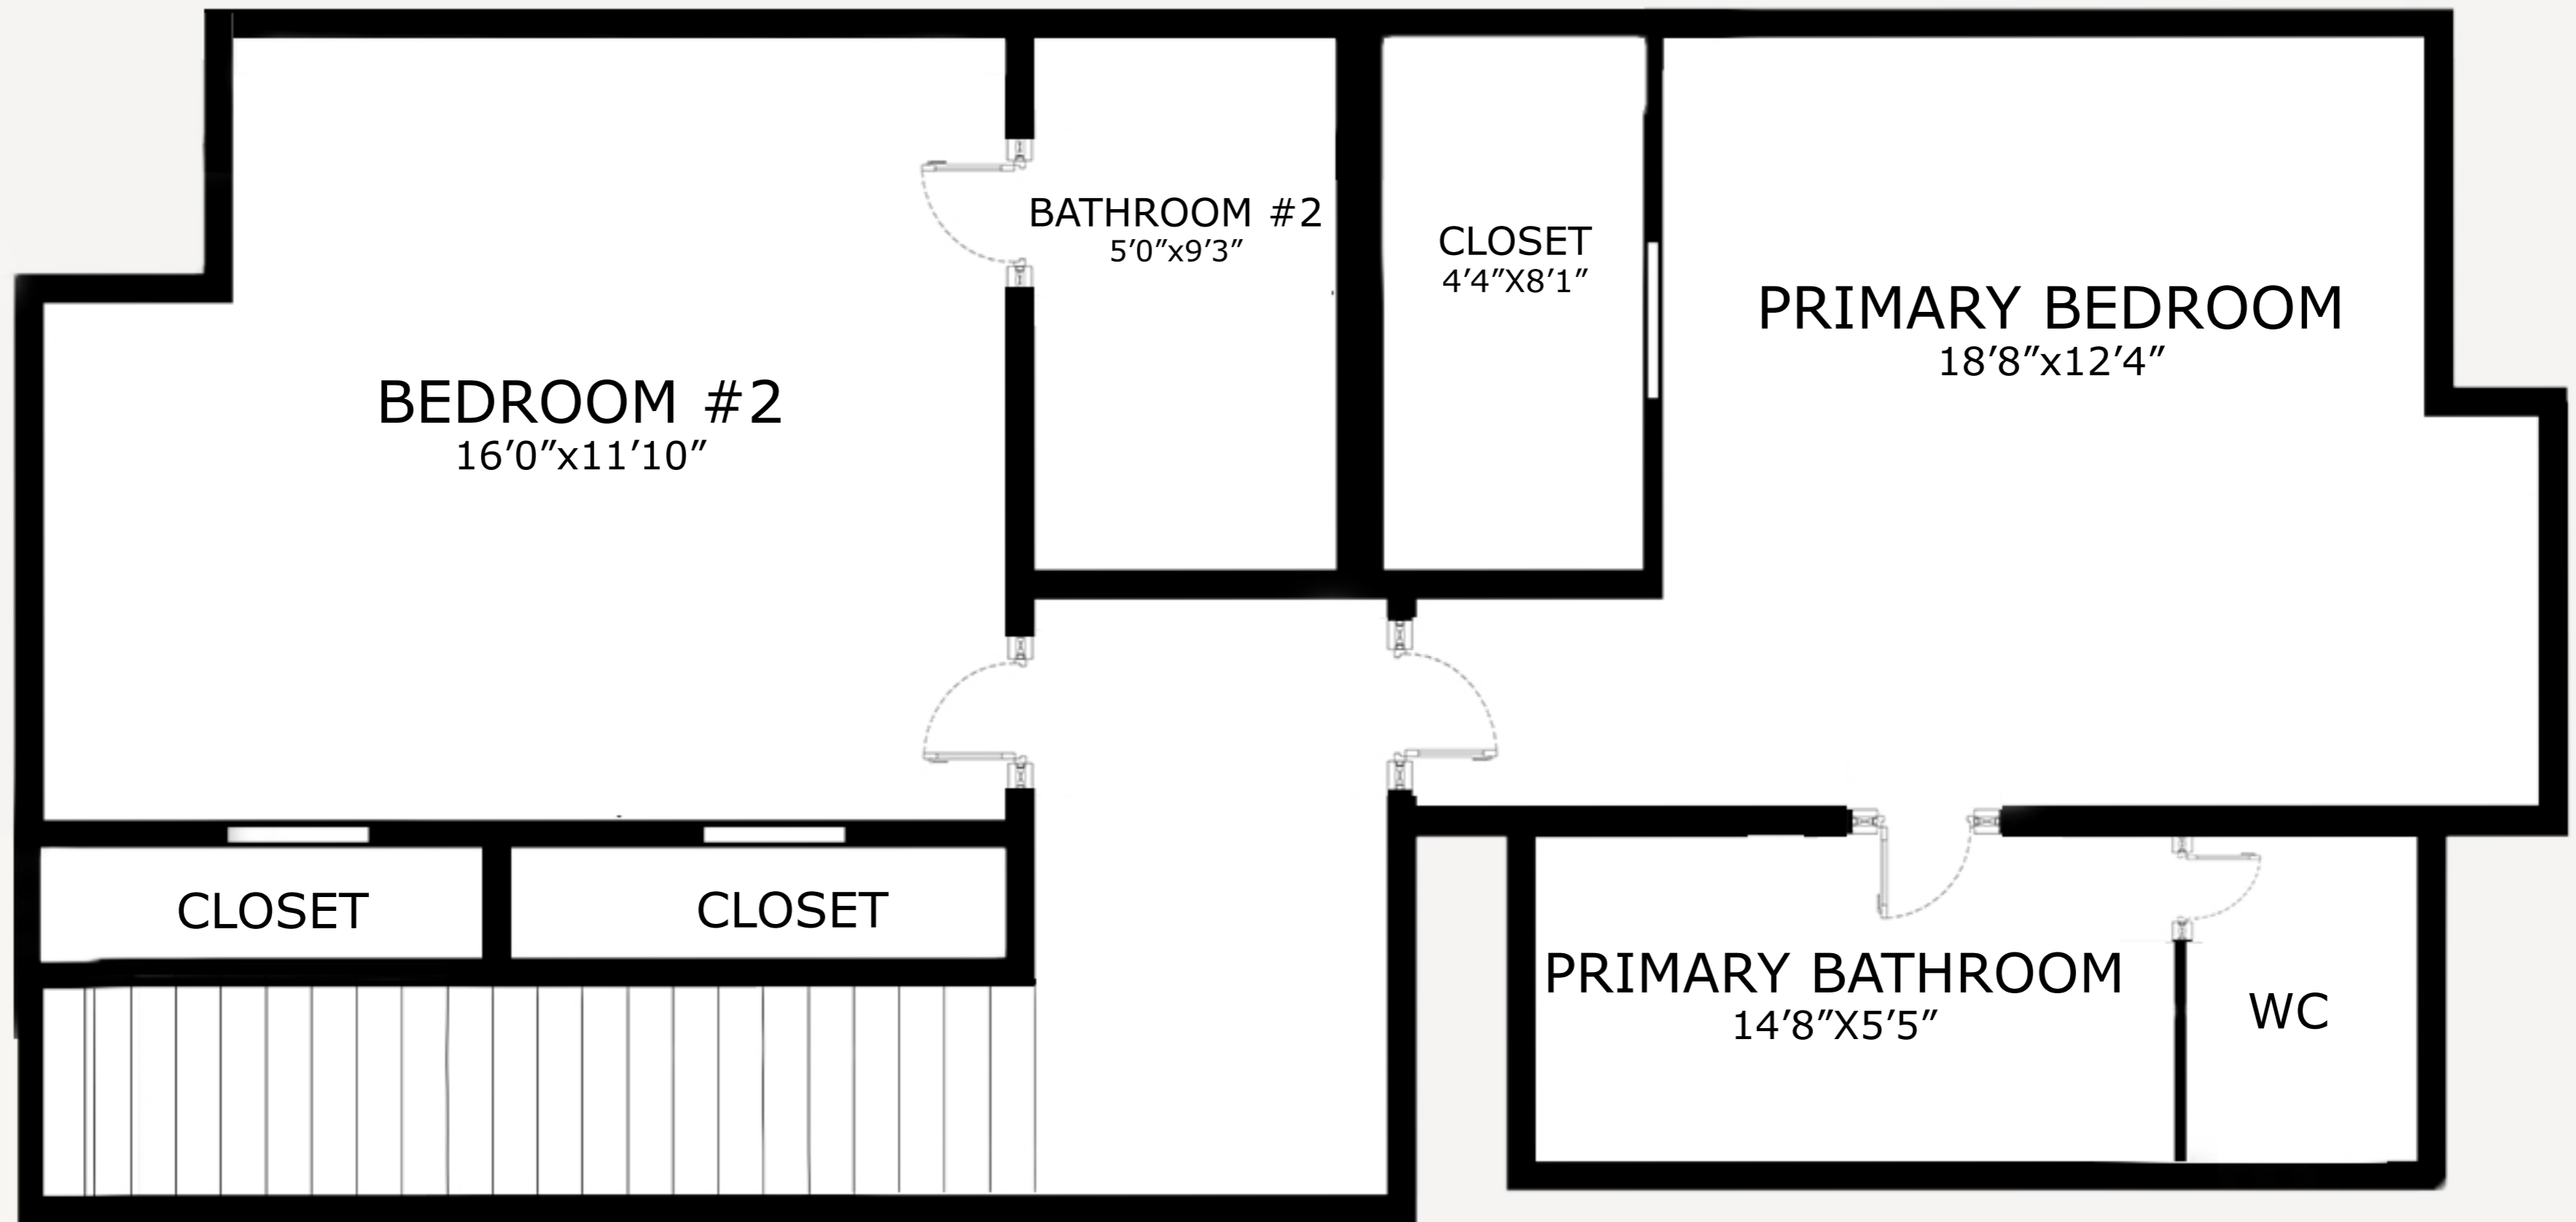 BATHROOM #2
5'0"x9'3"
CLOSET
4'4"X8'1"
PRIMARY BEDROOM
18'8"x12'4"
BEDROOM #2
16'0"x11'10"
CLOSET
CLOSET
PRIMARY BATHROOM
14'8"X5'5"
WC